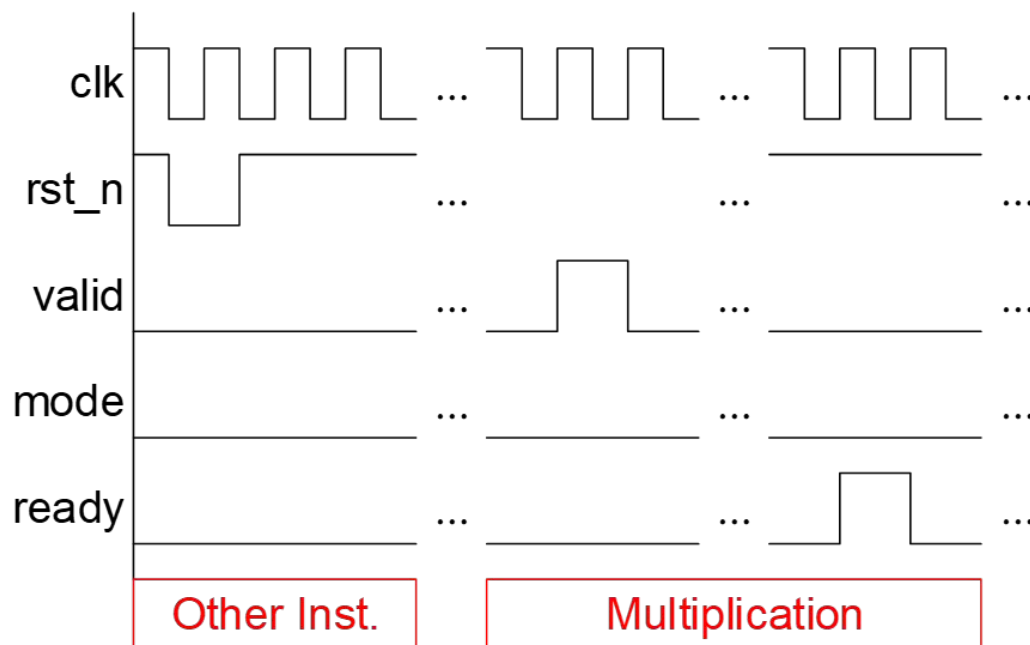 clk ... ... ...
rst_n ... ... ...
valid ... ... ...
mode ... ... ...
ready ... ... ...
Other Inst. Multiplication